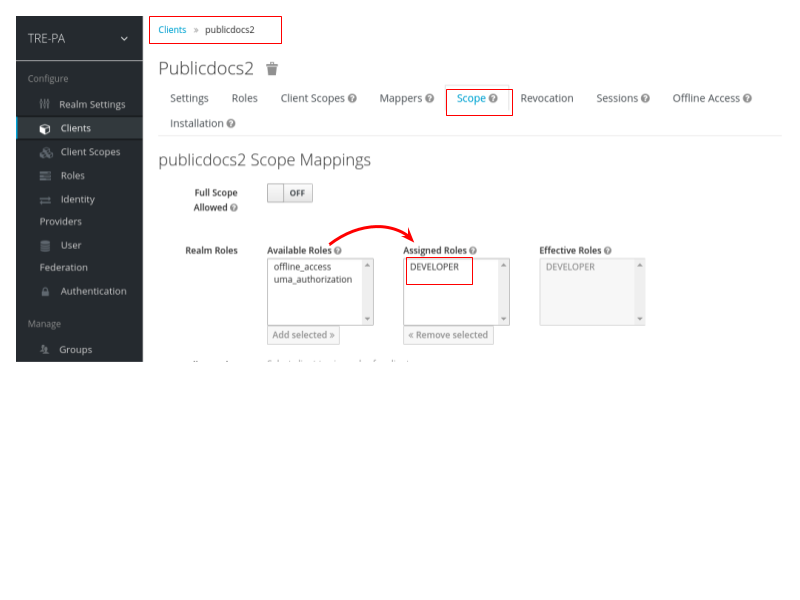 TRE-PA
Clients » publicdocs2
Configure
Realm Settings
Clients
Client Scopes
Roles
Identity
Providers
User
Federation
Authentication
Manage
Groups
Publicdocs2
Settings Roles Client Scopes Mappers Scope Revocation Sessions Offline Access
Installation
publicdocs2 Scope Mappings
Full Scope
Allowed
OFF
Realm Roles
Available Roles
offline_access
uma_authorization
Add selected »
Assigned Roles
DEVELOPER
« Remove selected
Effective Roles
DEVELOPER